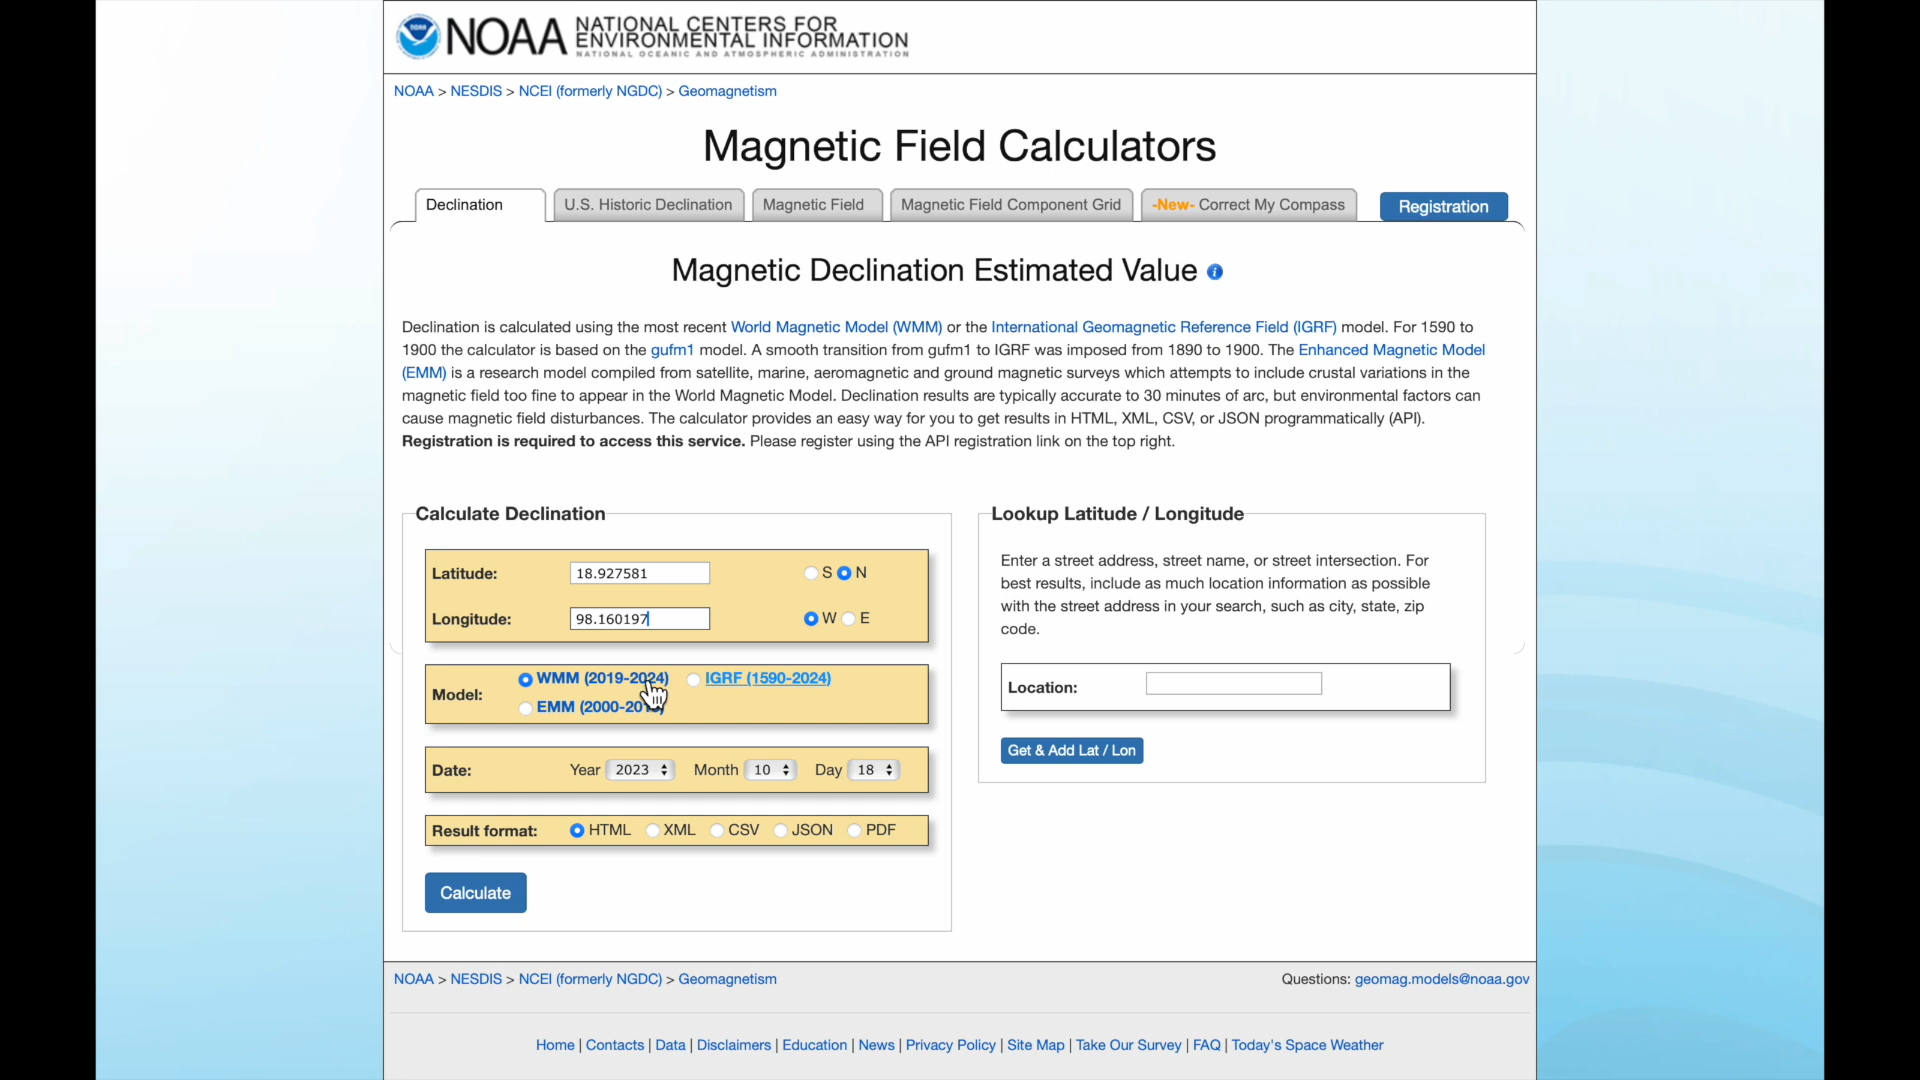 NOAA NATIONAL CENTERS FOR
ENVIRONMENTAL INFORMATION
NATIONAL OCEANIC AND ATMOSPHERIC ADMINISTRATION
NOAA > NESDIS > NCEI (formerly NGDC) > Geomagnetism
Magnetic Field Calculators
Declination
U.S. Historic Declination
Magnetic Field
Magnetic Field Component Grid
-New- Correct My Compass
Registration
Magnetic Declination Estimated Value
Declination is calculated using the most recent World Magnetic Model (WMM) or the International Geomagnetic Reference Field (IGRF) model. For 1590 to
1900 the calculator is based on the gufm1 model. A smooth transition from gufm1 to IGRF was imposed from 1890 to 1900. The Enhanced Magnetic Model
(EMM) is a research model compiled from satellite, marine, aeromagnetic and ground magnetic surveys which attempts to include crustal variations in the
magnetic field too fine to appear in the World Magnetic Model. Declination results are typically accurate to 30 minutes of arc, but environmental factors can
cause magnetic field disturbances. The calculator provides an easy way for you to get results in HTML, XML, CSV, or JSON programmatically (API).
Registration is required to access this service. Please register using the API registration link on the top right.
Calculate Declination
Latitude: 18.927581 S N
Longitude: 98.160197 W E
Model: WMM (2019-2024) IGRF (1590-2024)
EMM (2000-20
Date: Year 2023 Month 10 Day 18
Result format: HTML XML CSV JSON PDF
Calculate
Lookup Latitude / Longitude
Enter a street address, street name, or street intersection. For
best results, include as much location information as possible
with the street address in your search, such as city, state, zip
code.
Location:
Get & Add Lat / Lon
NOAA > NESDIS > NCEI (formerly NGDC) > Geomagnetism
Questions: geomag.models@noaa.gov
Home | Contacts | Data | Disclaimers | Education | News | Privacy Policy | Site Map | Take Our Survey | FAQ | Today's Space Weather